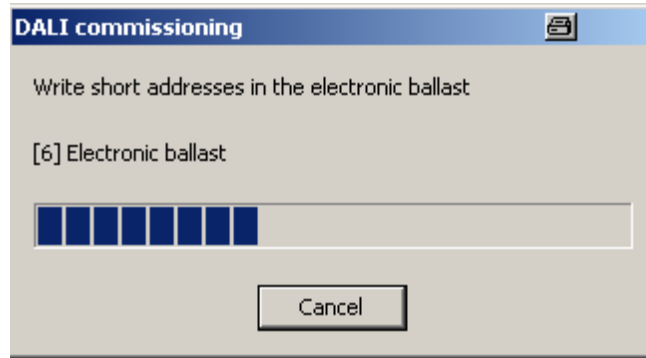 DALI commissioning
Write short addresses in the electronic ballast
[6] Electronic ballast
Cancel